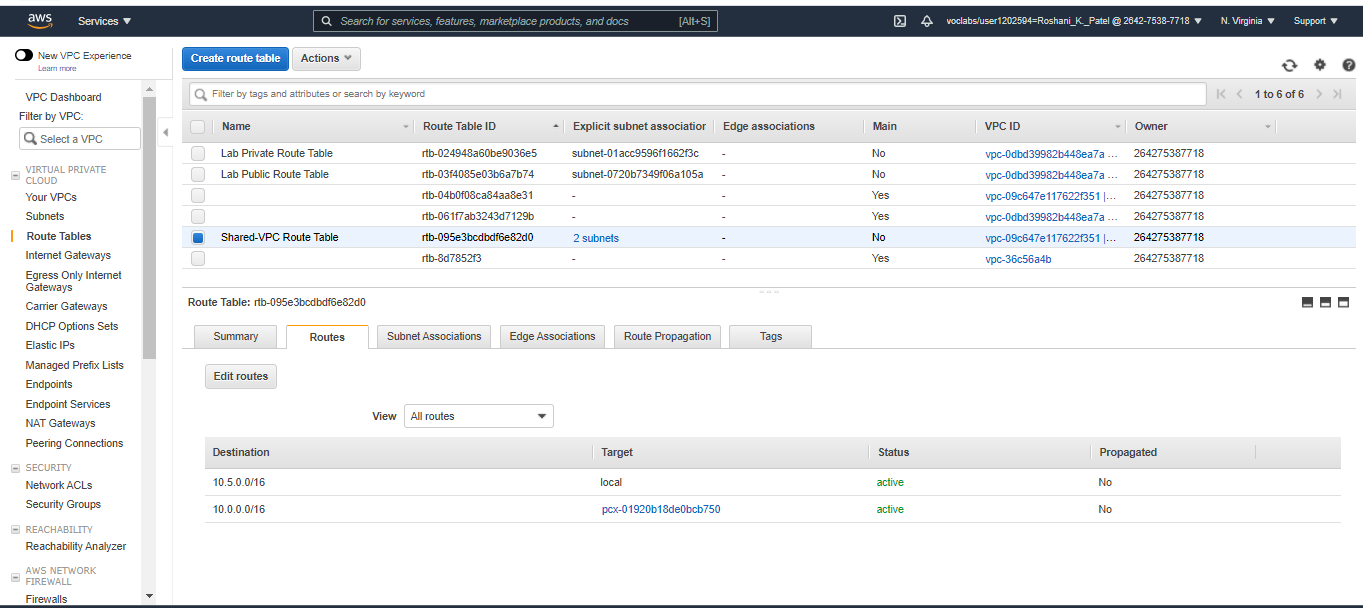 aws Services Search for services, features, marketplace products, and docs [Alt+S] voclabs/user1202594=Roshani_K._Patel @ 2642-7538-7718 N. Virginia Support
New VPC Experience
Learn more
VPC Dashboard
Filter by VPC:
Select a VPC
VIRTUAL PRIVATE
CLOUD
Your VPCs
Subnets
Route Tables
Internet Gateways
Egress Only Internet
Gateways
Carrier Gateways
DHCP Options Sets
Elastic IPs
Managed Prefix Lists
Endpoints
Endpoint Services
NAT Gateways
Peering Connections
SECURITY
Network ACLs
Security Groups
REACHABILITY
Reachability Analyzer
AWS NETWORK
FIREWALL
Firewalls
Create route table Actions
Filter by tags and attributes or search by keyword 1 to 6 of 6
Name Route Table ID Explicit subnet association Edge associations Main VPC ID Owner
Lab Private Route Table rtb-024948a60be9036e5 subnet-01acc9596f1662f3c - No vpc-0dbd39982b448ea7a ... 264275387718
Lab Public Route Table rtb-03f4085e03b6a7b74 subnet-0720b7349f06a105a - No vpc-0dbd39982b448ea7a ... 264275387718
rtb-04b0f08ca84aa8e31 - - Yes vpc-09c647e117622f351 |... 264275387718
rtb-061f7ab3243d7129b - - Yes vpc-0dbd39982b448ea7a ... 264275387718
Shared-VPC Route Table rtb-095e3bcdbdf6e82d0 2 subnets - No vpc-09c647e117622f351 |... 264275387718
rtb-8d7852f3 - - Yes vpc-36c56a4b 264275387718
Route Table: rtb-095e3bcdbdf6e82d0
Summary Routes Subnet Associations Edge Associations Route Propagation Tags
Edit routes
View All routes
Destination Target Status Propagated
10.5.0.0/16 local active No
10.0.0.0/16 pcx-01920b18de0bcb750 active No